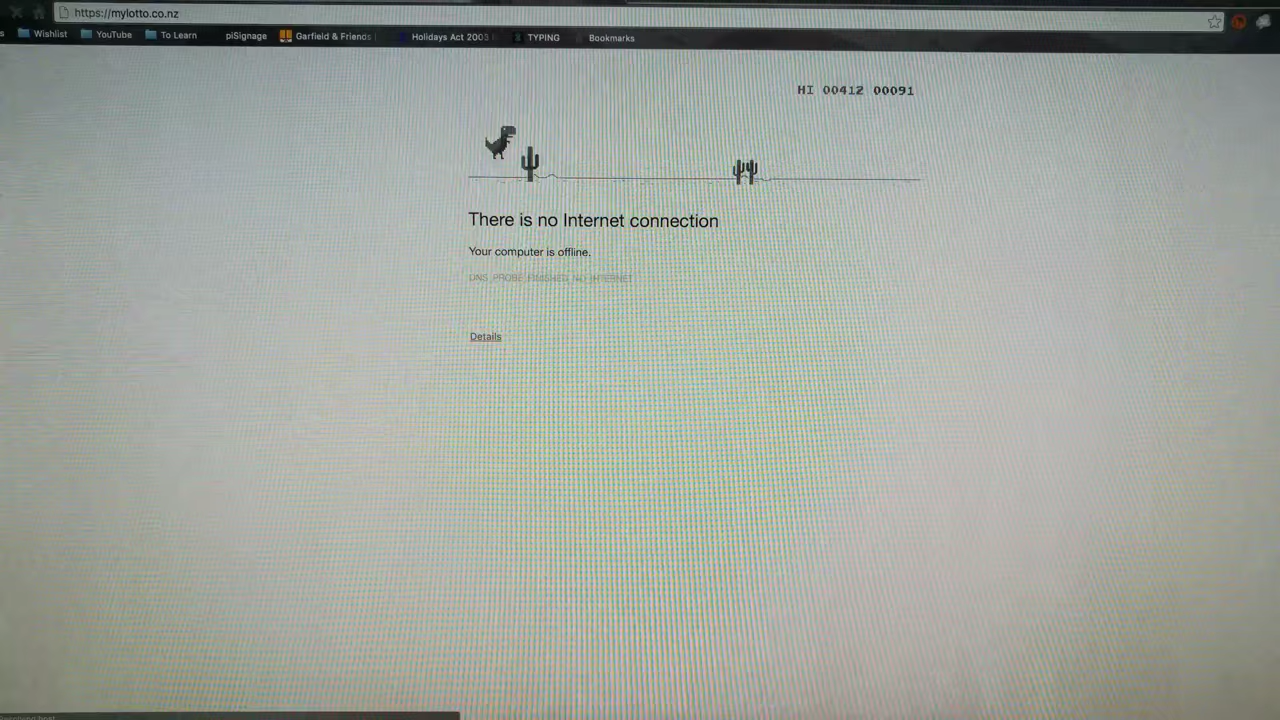 https://mylotto.co.nz
Wishlist YouTube To Learn piSignage Garfield & Friends Holidays Act 2003 TYPING Bookmarks
HI 00412 00091
There is no Internet connection
Your computer is offline.
DNS_PROBE_FINISHED_NO_INTERNET
Details